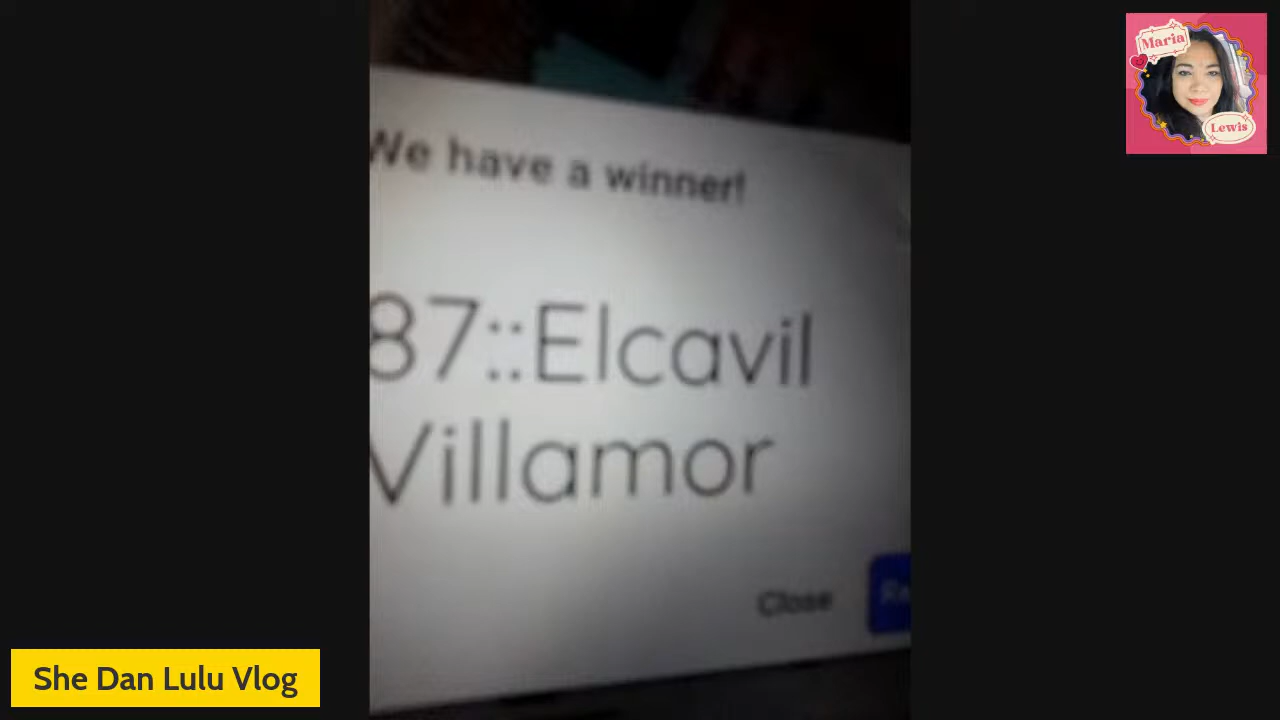 Maria
Lewis
We have a winner!
87::Elcavil
Villamor
Close
She Dan Lulu Vlog